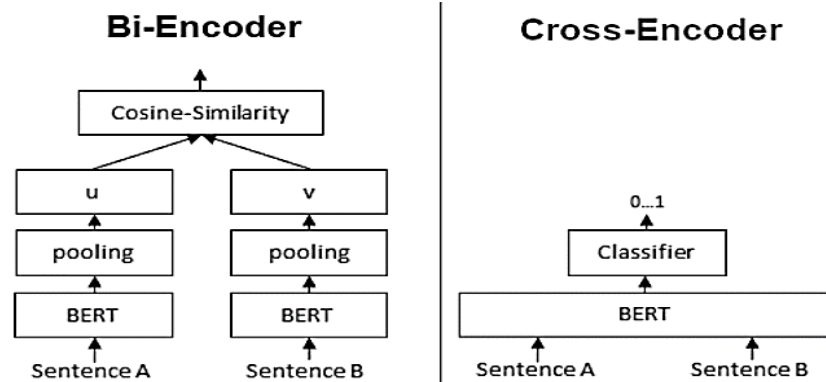 Bi-Encoder
Cosine-Similarity
u
v
pooling
pooling
BERT
BERT
Sentence A
Sentence B
Cross-Encoder
0...1
Classifier
BERT
Sentence A
Sentence B